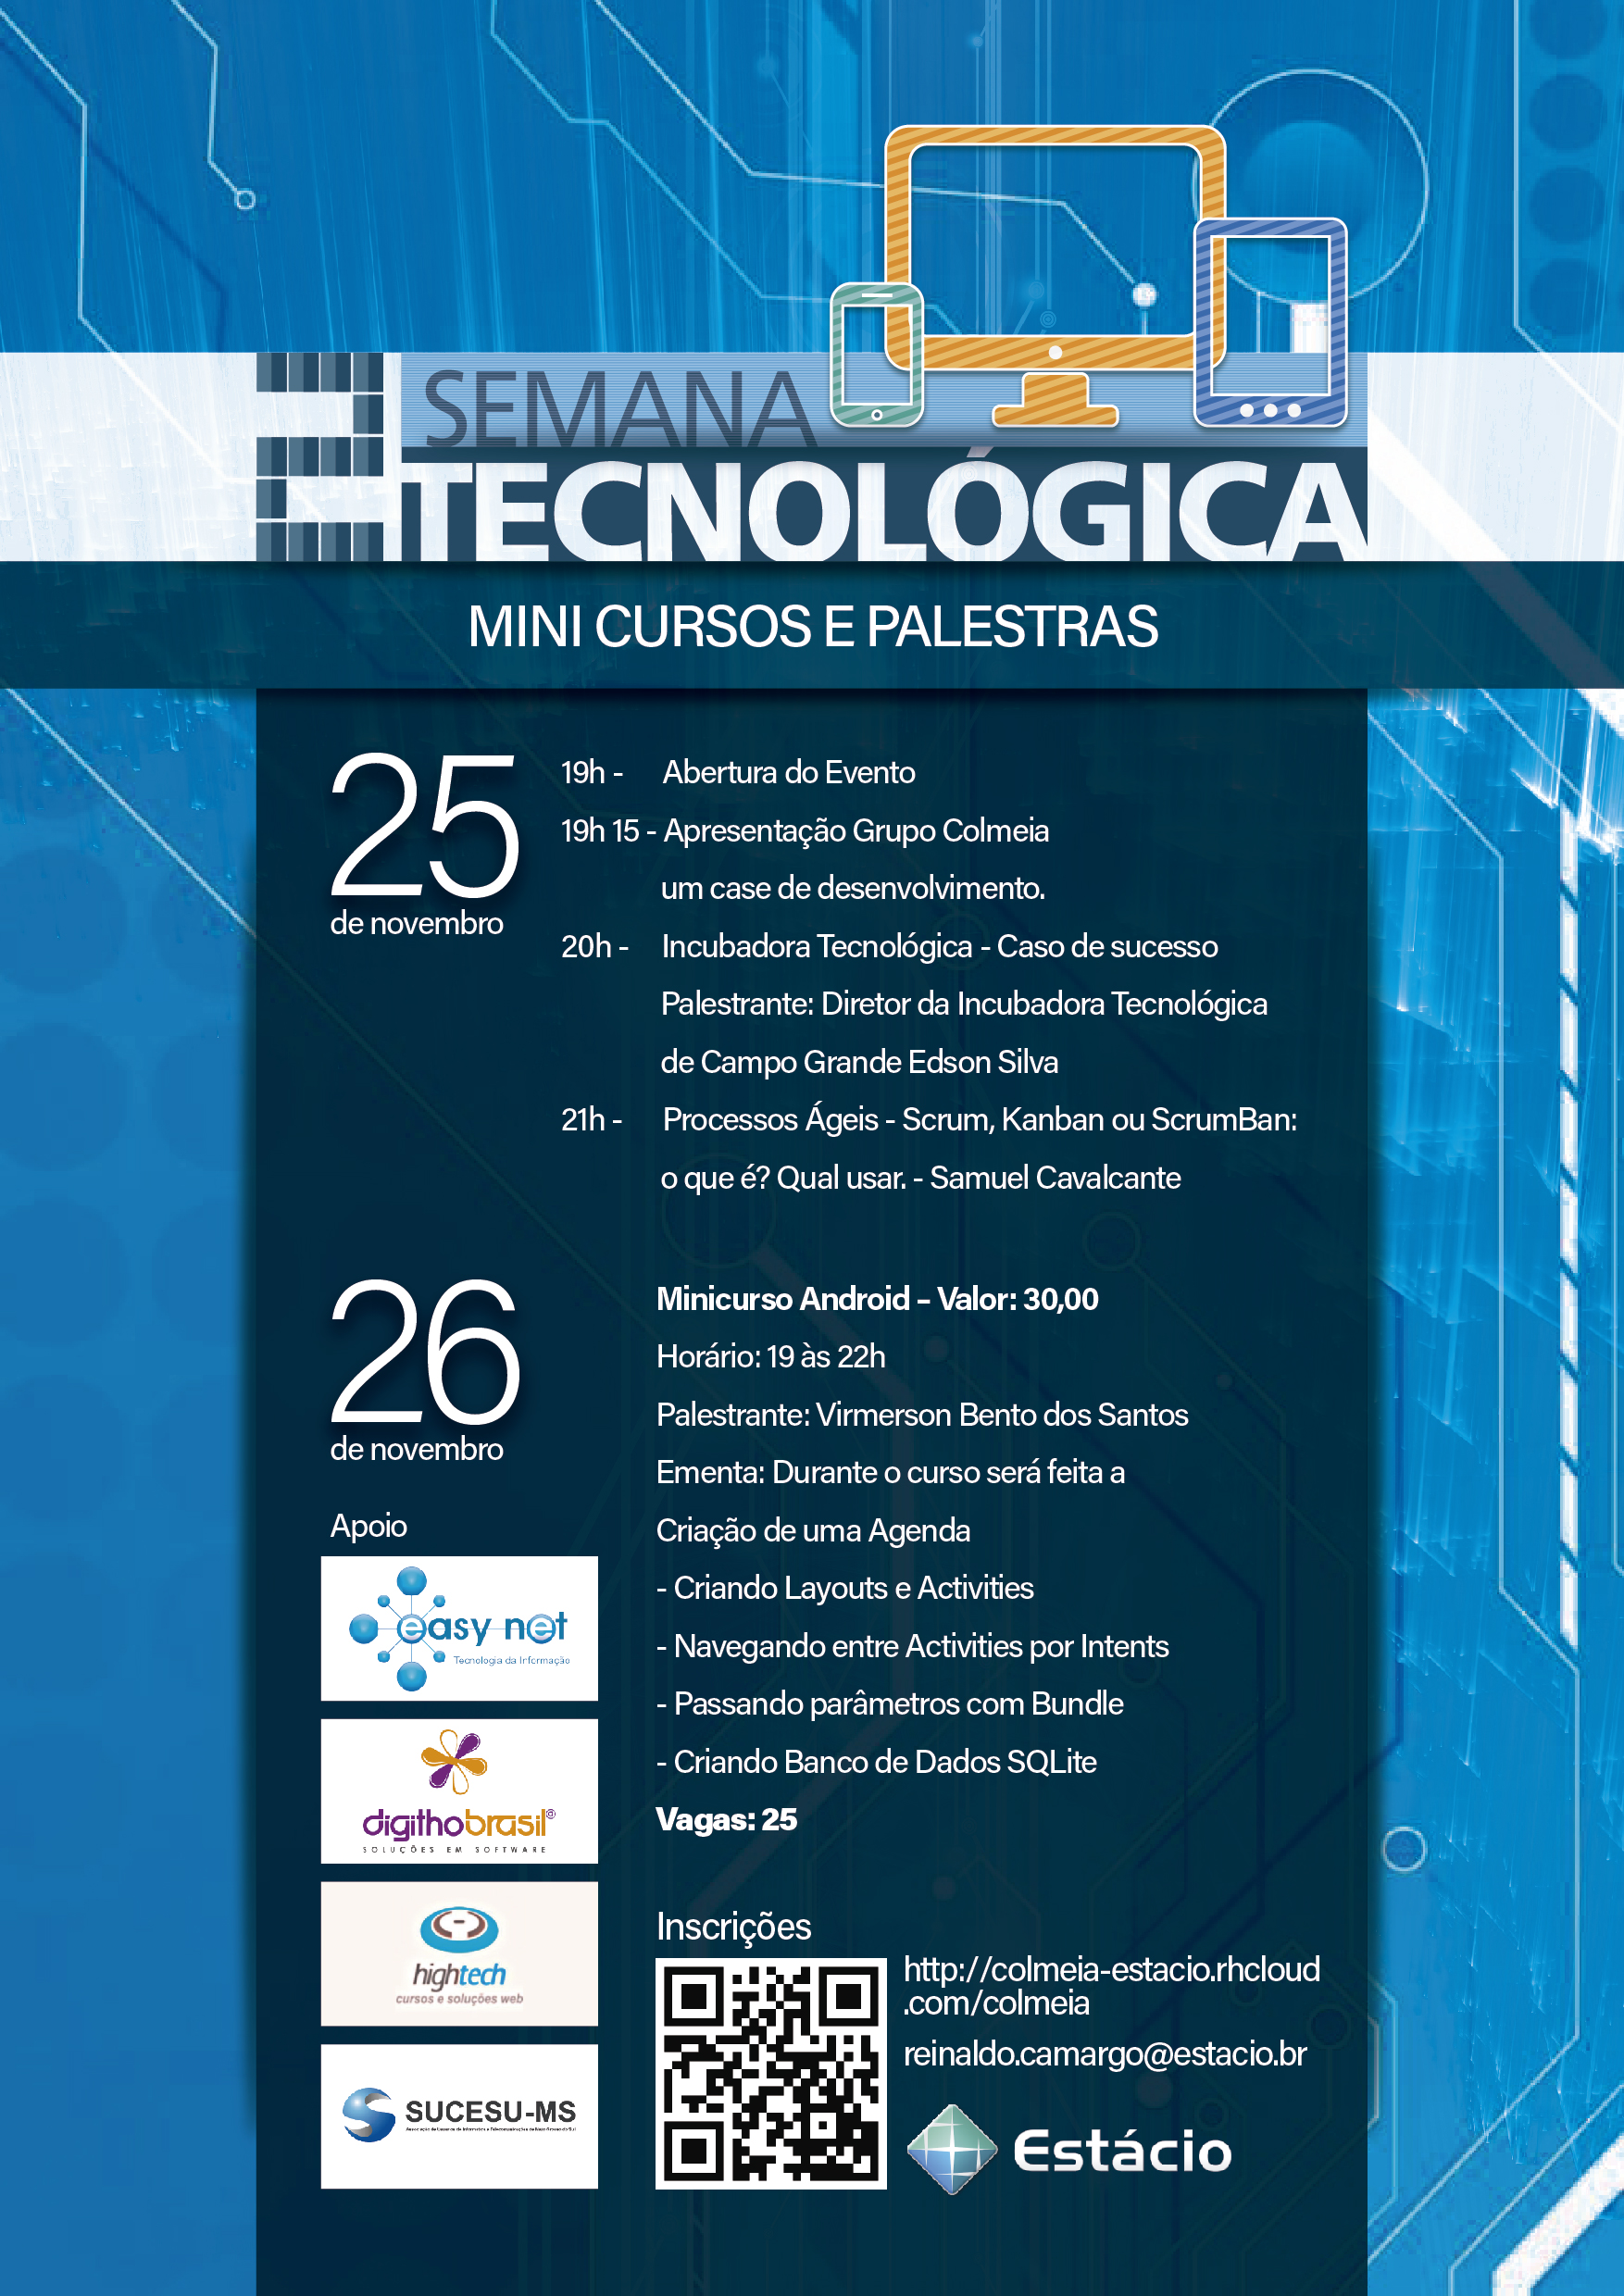 2ª SEMANA
TECNOLÓGICA
MINI CURSOS E PALESTRAS
25
de novembro
19h - Abertura do Evento
19h 15 - Apresentação Grupo Colmeia
um case de desenvolvimento.
20h - Incubadora Tecnológica - Caso de sucesso
Palestrante: Diretor da Incubadora Tecnológica
de Campo Grande Edson Silva
21h - Processos Ágeis - Scrum, Kanban ou ScrumBan:
o que é? Qual usar. - Samuel Cavalcante
26
de novembro
Minicurso Android – Valor: 30,00
Horário: 19 às 22h
Palestrante: Virmerson Bento dos Santos
Ementa: Durante o curso será feita a
Criação de uma Agenda
- Criando Layouts e Activities
- Navegando entre Activities por Intents
- Passando parâmetros com Bundle
- Criando Banco de Dados SQLite
Vagas: 25
Apoio
easy net
Tecnologia da Informação
digithobrasil
SOLUÇÕES EM SOFTWARE
hightech
cursos e soluções web
SUCESU-MS
Inscrições
http://colmeia-estacio.rhcloud
.com/colmeia
reinaldo.camargo@estacio.br
Estácio